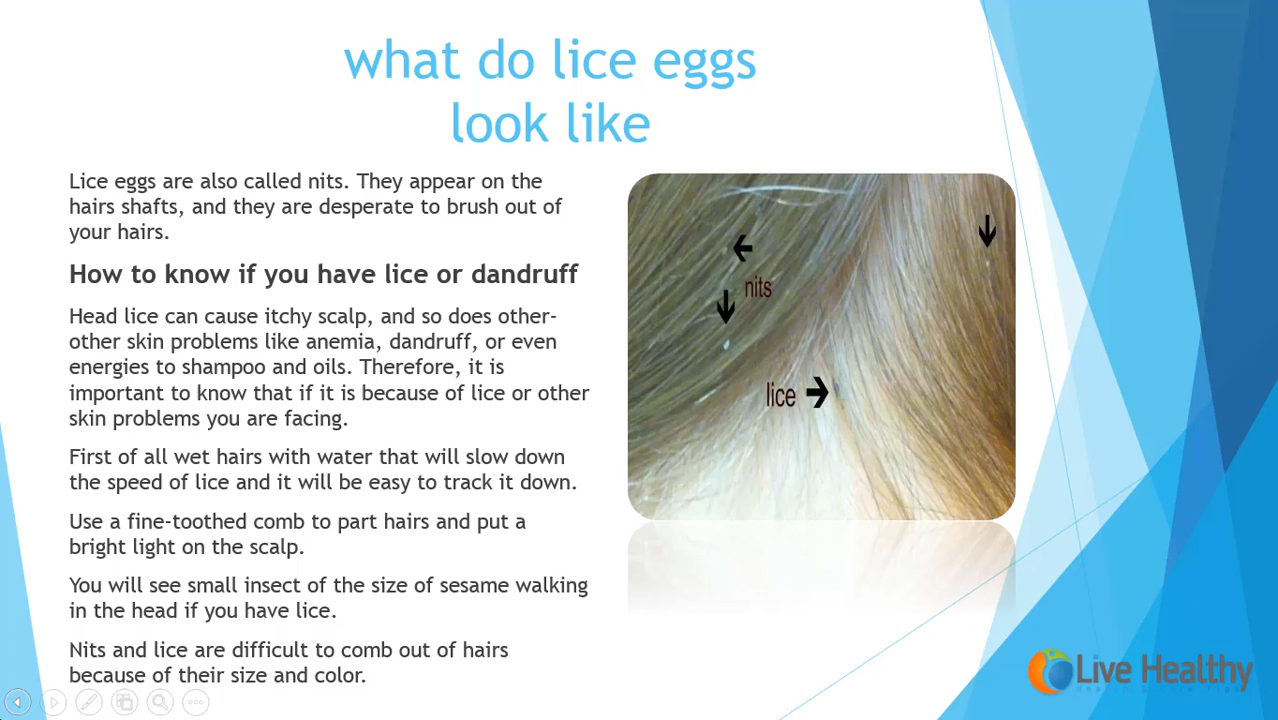 what do lice eggs
look like
Lice eggs are also called nits. They appear on the
hairs shafts, and they are desperate to brush out of
your hairs.
How to know if you have lice or dandruff
Head lice can cause itchy scalp, and so does other-
other skin problems like anemia, dandruff, or even
energies to shampoo and oils. Therefore, it is
important to know that if it is because of lice or other
skin problems you are facing.
First of all wet hairs with water that will slow down
the speed of lice and it will be easy to track it down.
Use a fine-toothed comb to part hairs and put a
bright light on the scalp.
You will see small insect of the size of sesame walking
in the head if you have lice.
Nits and lice are difficult to comb out of hairs
because of their size and color.
nits
lice
Live Healthy